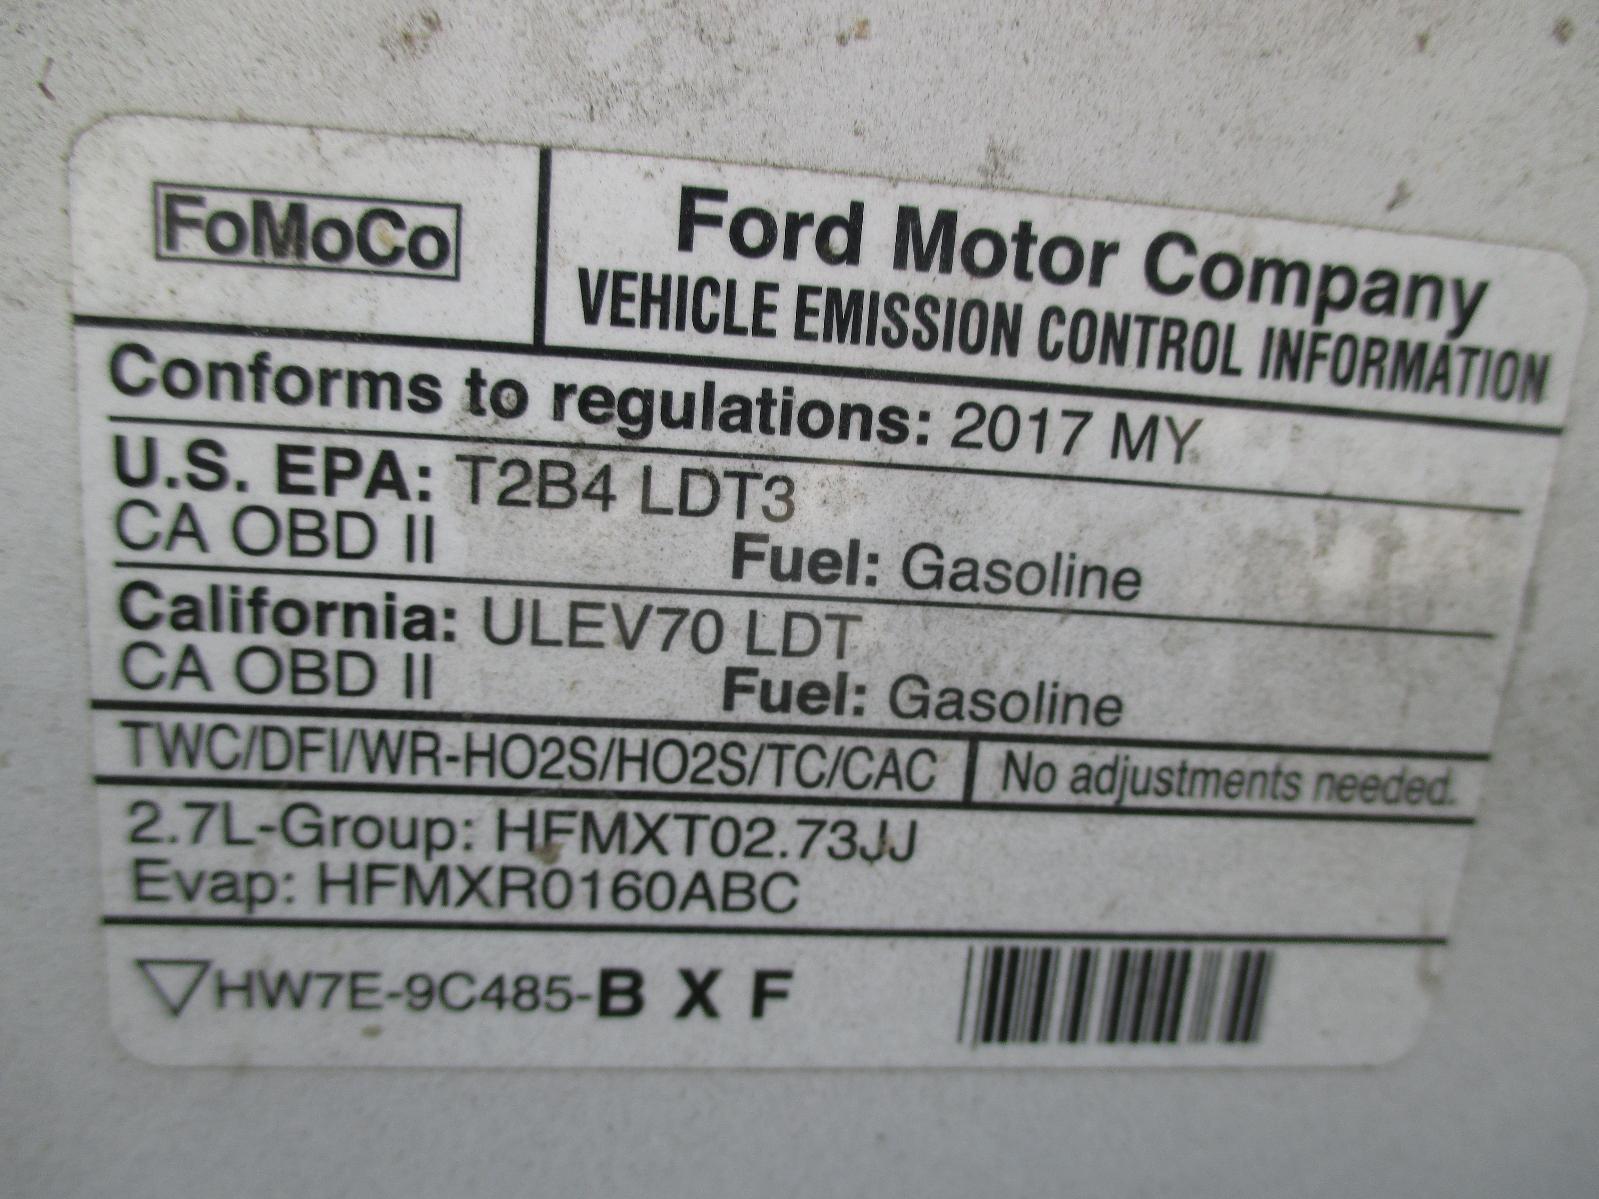 FoMoCo
Ford Motor Company
VEHICLE EMISSION CONTROL INFORMATION
Conforms to regulations: 2017 MY
U.S. EPA: T2B4 LDT3
CA OBD II Fuel: Gasoline
California: ULEV70 LDT
CA OBD II Fuel: Gasoline
TWC/DFI/WR-HO2S/HO2S/TC/CAC No adjustments needed.
2.7L-Group: HFMXT02.73JJ
Evap: HFMXR0160ABC
HW7E-9C485-B X F